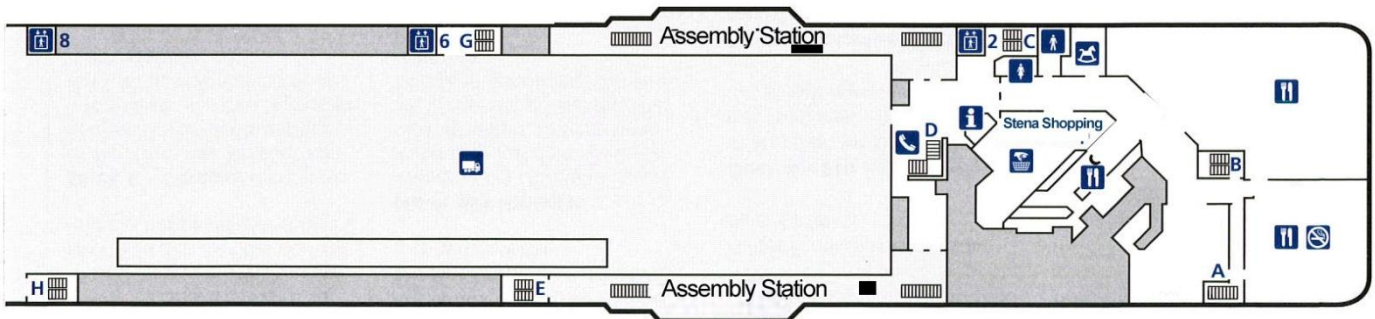 8
6 G
Assembly Station
2 C
D
Stena Shopping
B
H
E
Assembly Station
A